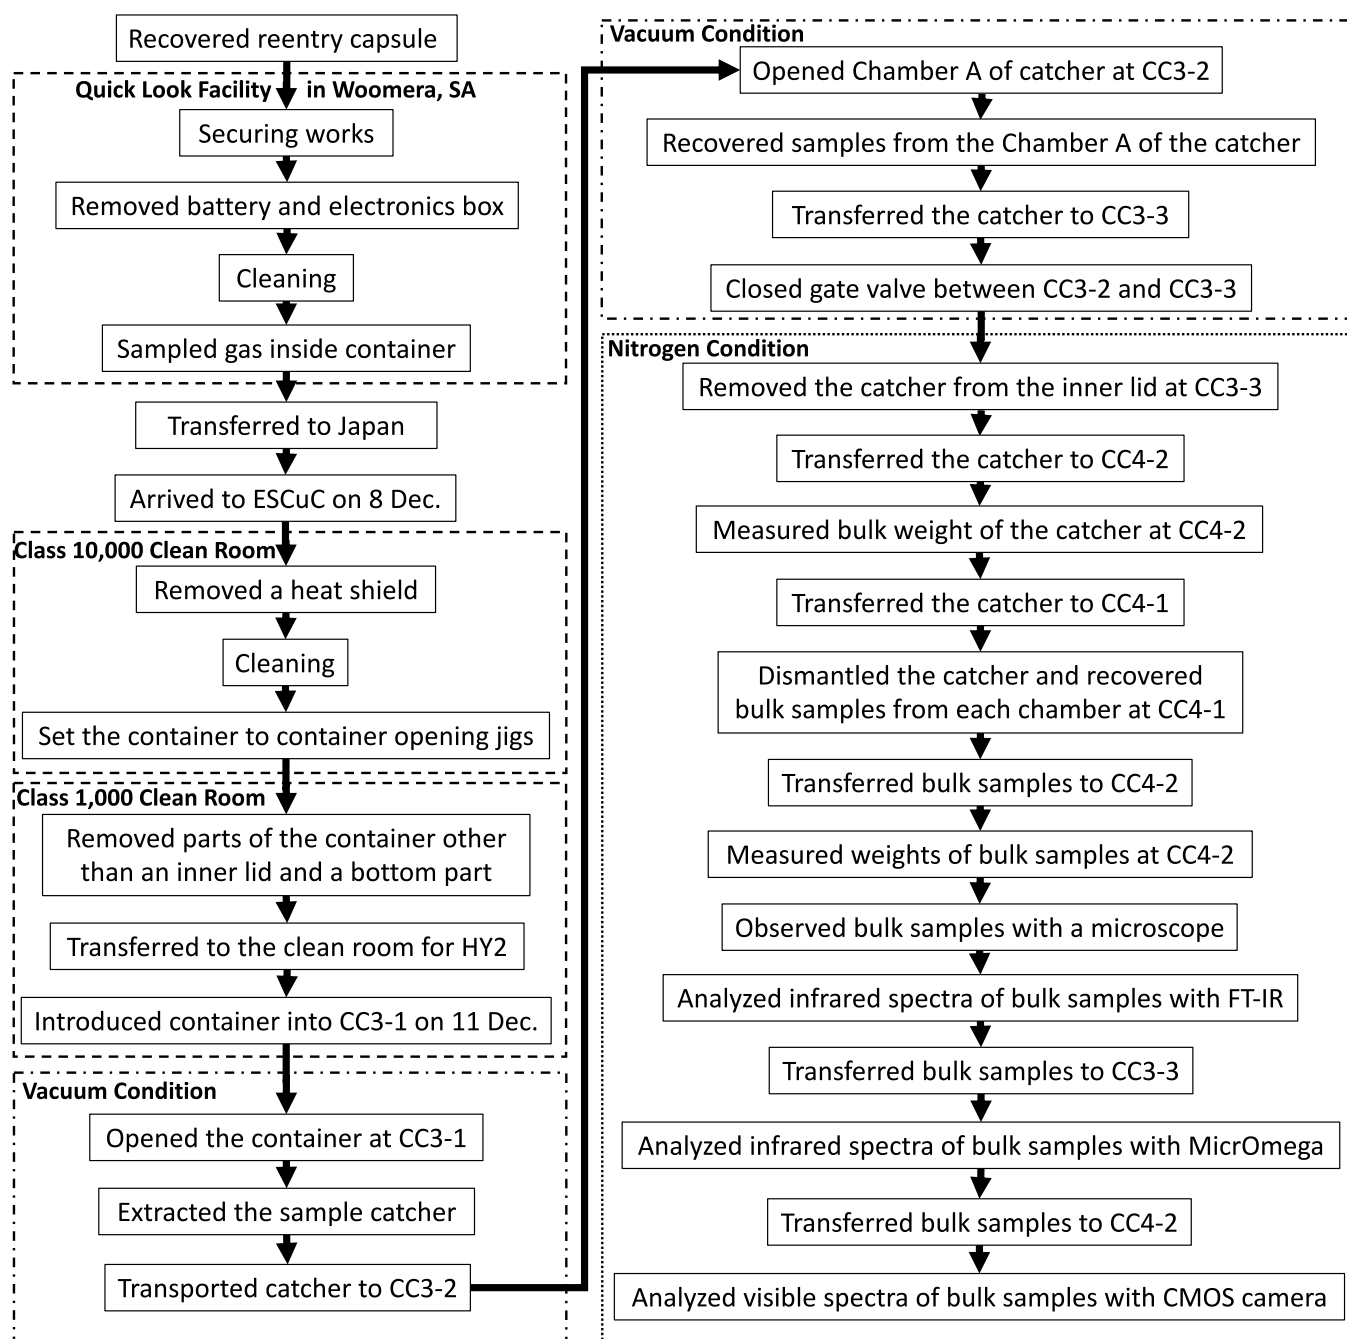 Recovered reentry capsule
Quick Look Facility in Woomera, SA
Securing works
Removed battery and electronics box
Cleaning
Sampled gas inside container
Transferred to Japan
Arrived to ESCuC on 8 Dec.
Class 10,000 Clean Room
Removed a heat shield
Cleaning
Set the container to container opening jigs
Class 1,000 Clean Room
Removed parts of the container other
than an inner lid and a bottom part
Transferred to the clean room for HY2
Introduced container into CC3-1 on 11 Dec.
Vacuum Condition
Opened the container at CC3-1
Extracted the sample catcher
Transported catcher to CC3-2
Vacuum Condition
Opened Chamber A of catcher at CC3-2
Recovered samples from the Chamber A of the catcher
Transferred the catcher to CC3-3
Closed gate valve between CC3-2 and CC3-3
Nitrogen Condition
Removed the catcher from the inner lid at CC3-3
Transferred the catcher to CC4-2
Measured bulk weight of the catcher at CC4-2
Transferred the catcher to CC4-1
Dismantled the catcher and recovered
bulk samples from each chamber at CC4-1
Transferred bulk samples to CC4-2
Measured weights of bulk samples at CC4-2
Observed bulk samples with a microscope
Analyzed infrared spectra of bulk samples with FT-IR
Transferred bulk samples to CC3-3
Analyzed infrared spectra of bulk samples with MicrOmega
Transferred bulk samples to CC4-2
Analyzed visible spectra of bulk samples with CMOS camera